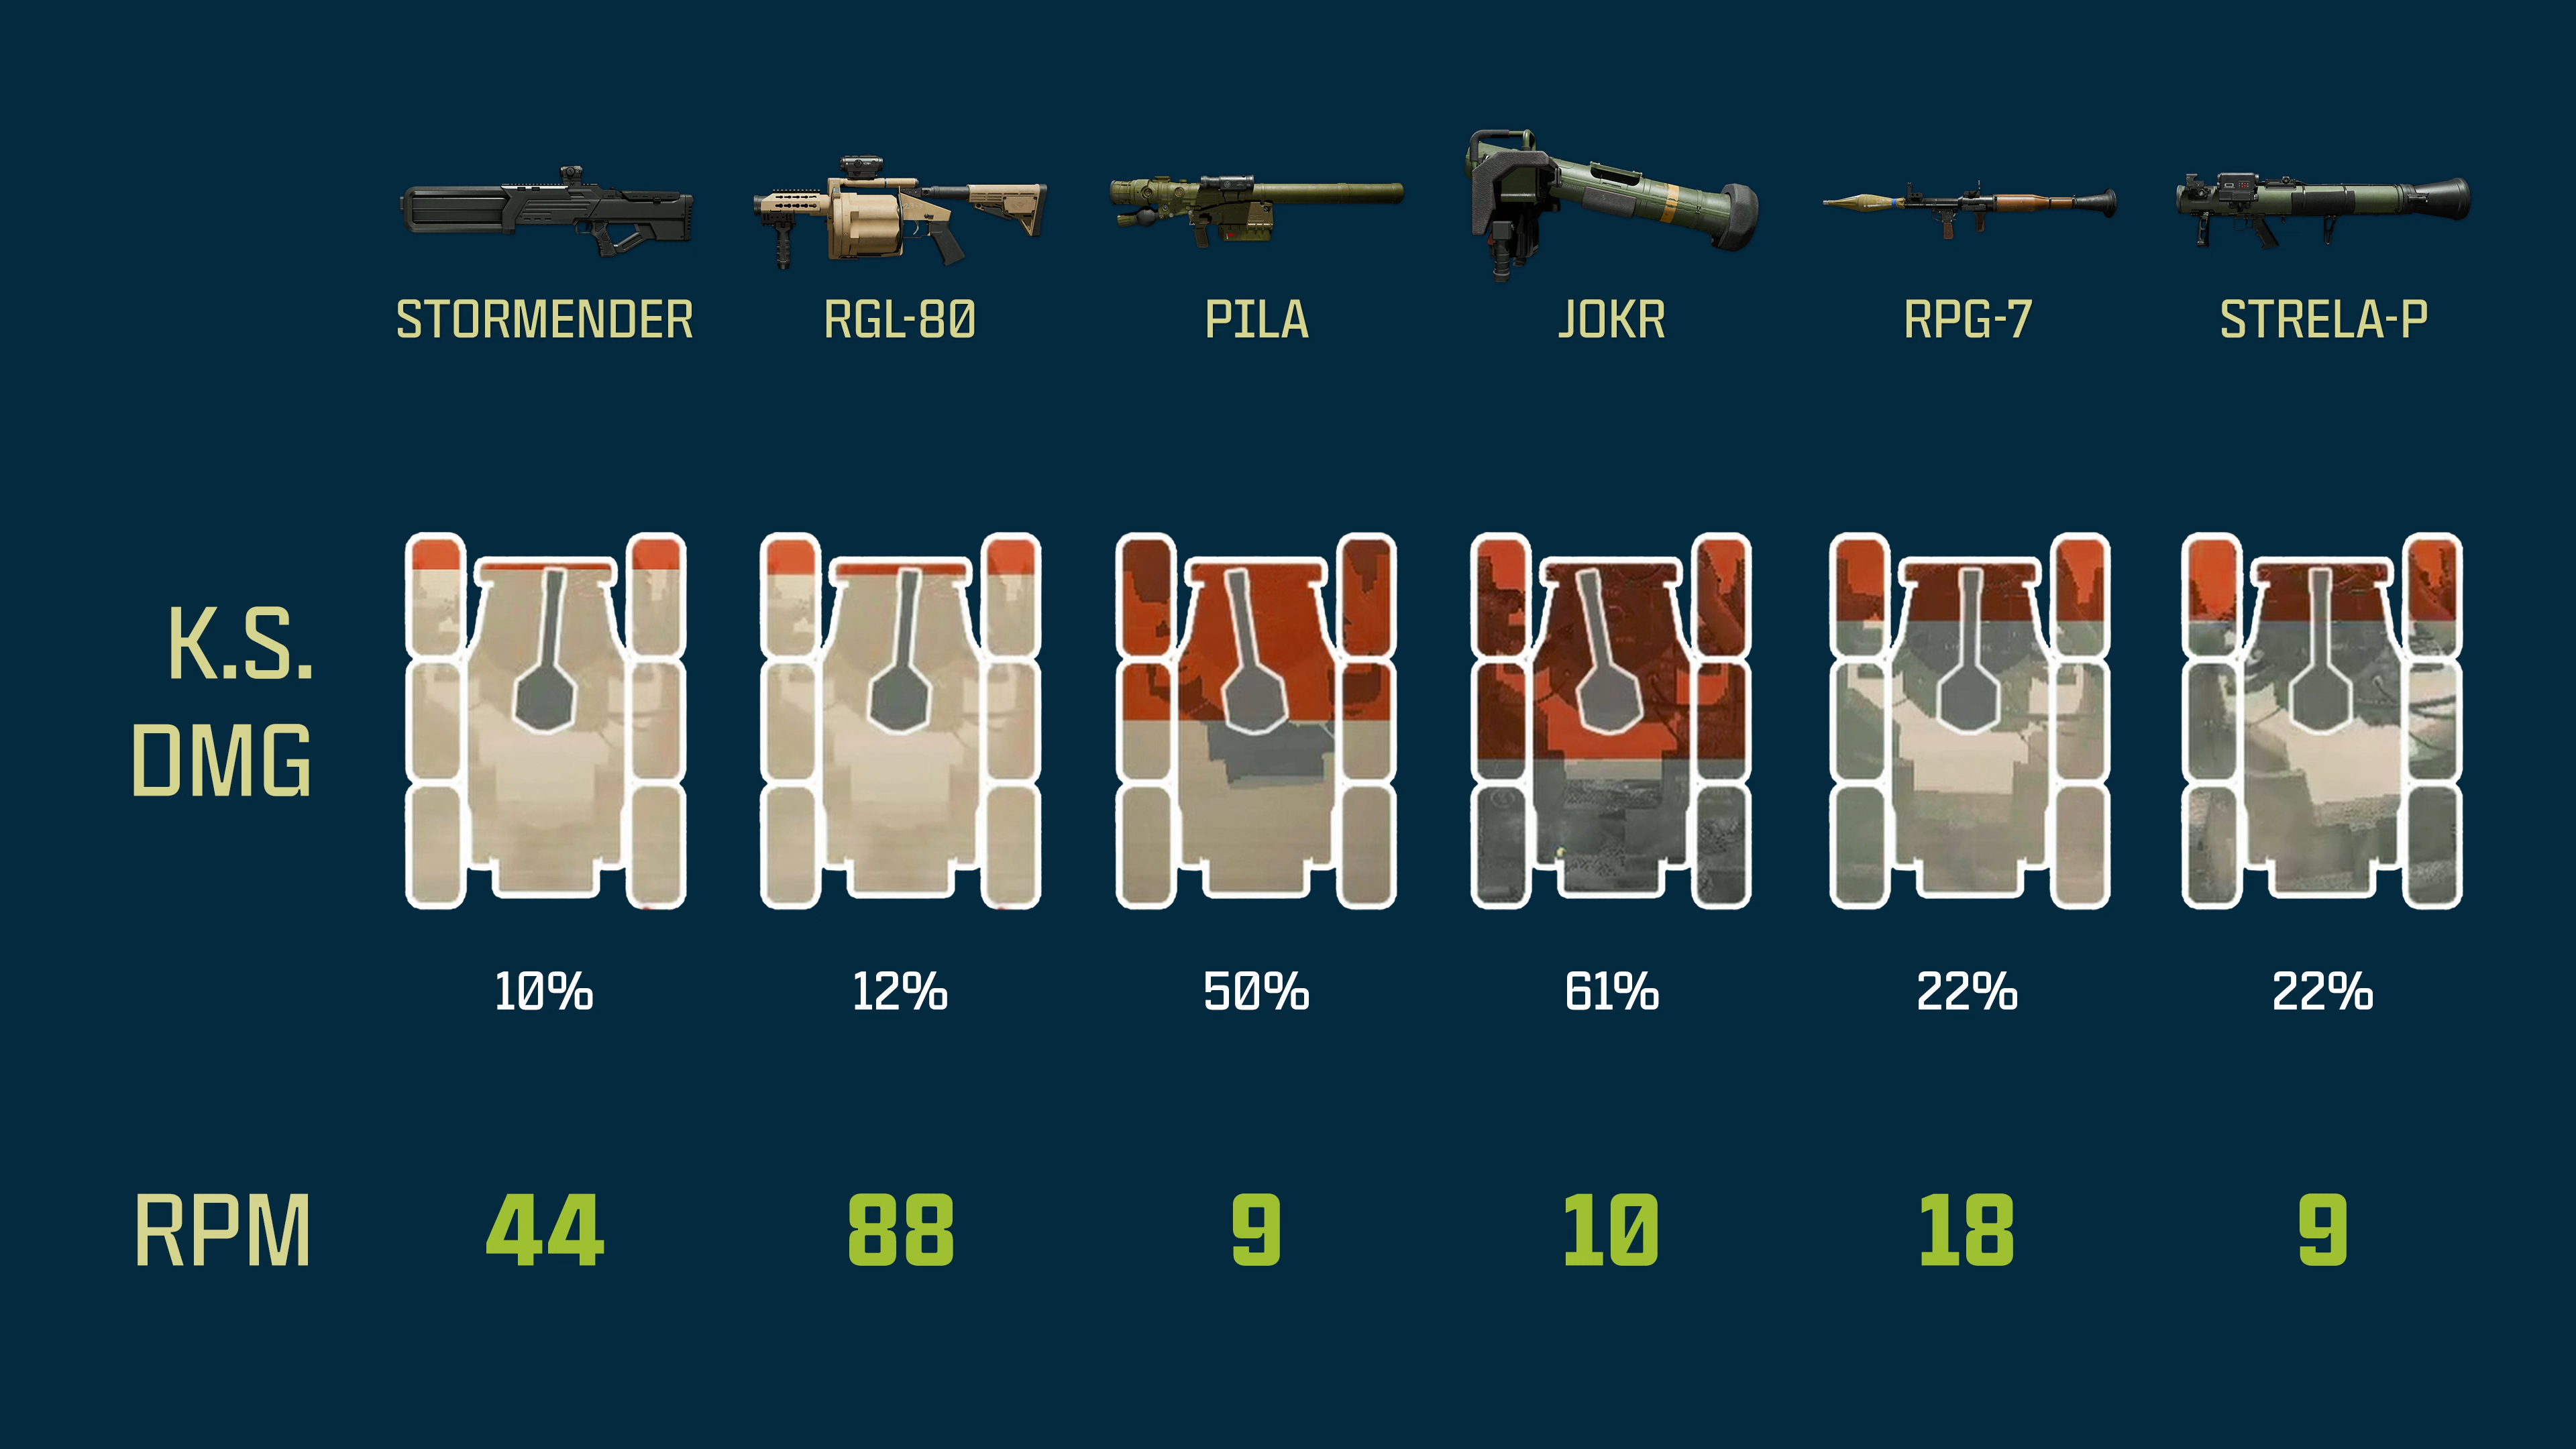 STORMENDER RGL-80 PILA JOKR RPG-7 STRELA-P
K.S.
DMG
10% 12% 50% 61% 22% 22%
RPM 44 88 9 10 18 9